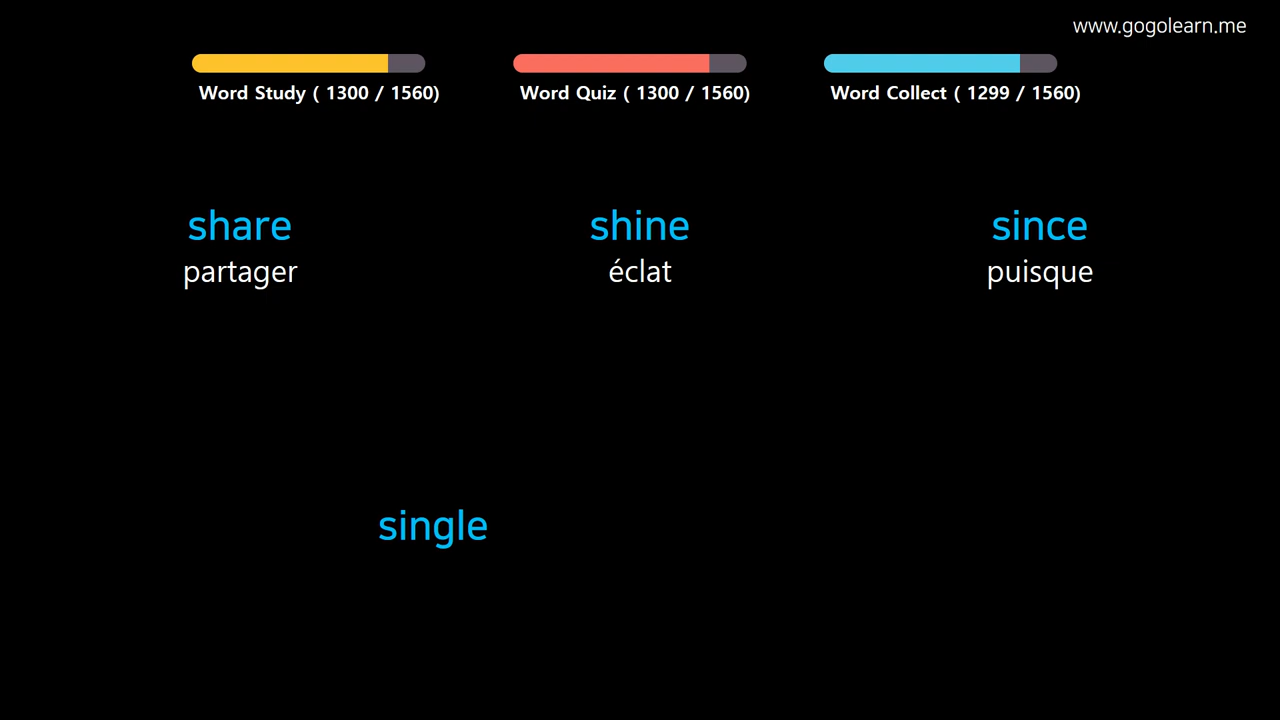 www.gogolearn.me
Word Study ( 1300 / 1560)
Word Quiz ( 1300 / 1560)
Word Collect ( 1299 / 1560)
share
partager
shine
éclat
since
puisque
single